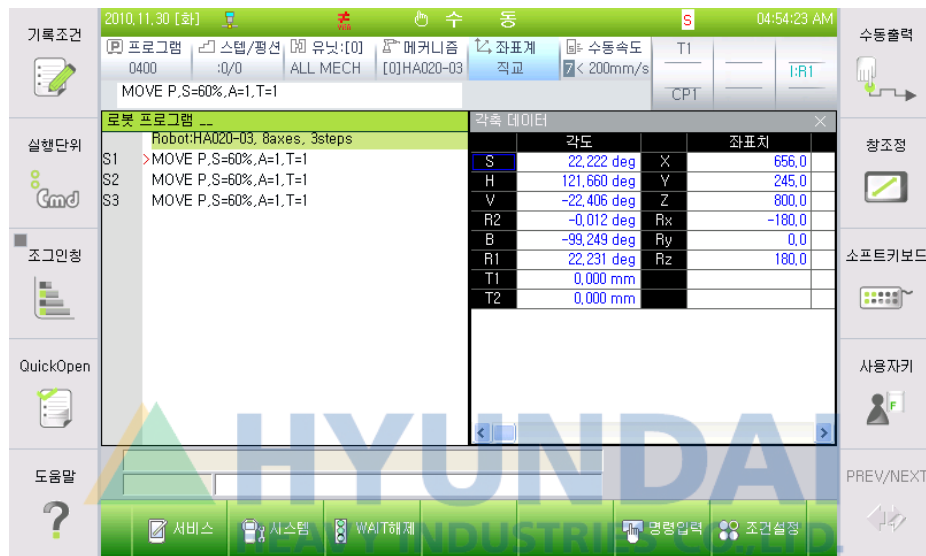 기록조건
실행단위
조그인칭
QuickOpen
도움말
2010.11.30 [화]
수 동
S
04:54:23 AM
P 프로그램
0400
스텝/펑션
:0/0
유닛:[0]
ALL MECH
메커니즘
[0]HA020-03
좌표계
직교
수동속도
7< 200mm/s
T1
CP1
I:R1
MOVE P,S=60%,A=1,T=1
로봇 프로그램 __
Robot:HA020-03, 8axes, 3steps
S1 >MOVE P,S=60%,A=1,T=1
S2 MOVE P,S=60%,A=1,T=1
S3 MOVE P,S=60%,A=1,T=1
각축 데이터
각도 좌표치
S 22.222 deg X 656.0
H 121.660 deg Y 245.0
V -22.406 deg Z 800.0
R2 -0.012 deg Rx -180.0
B -99.249 deg Ry 0.0
R1 22.231 deg Rz 180.0
T1 0.000 mm
T2 0.000 mm
수동출력
창조정
소프트키보드
사용자키
F
PREV/NEXT
서비스
시스템
WAIT해제
명령입력
조건설정
Cmd
HYUNDAI
HEAVY INDUSTRIES CO.,LTD.